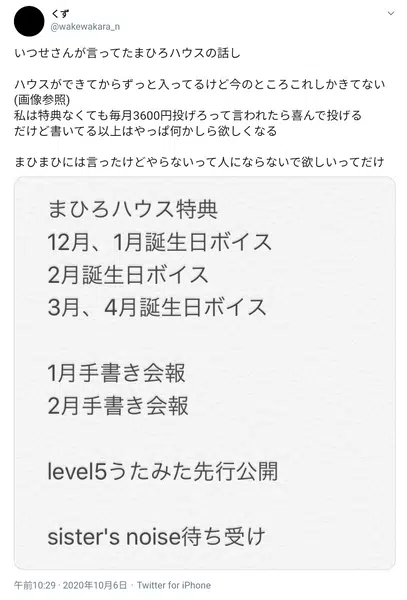 くず
@wakewakara_n
いつせさんが言ってたまひろハウスの話し
ハウスができてからずっと入ってるけど今のところこれしかきてない
(画像参照)
私は特典なくても毎月3600円投げろって言われたら喜んで投げる
だけど書いてる以上はやっぱ何かしら欲しくなる
まひまひには言ったけどやらないって人にならないで欲しいってだけ
まひろハウス特典
12月、1月誕生日ボイス
2月誕生日ボイス
3月、4月誕生日ボイス
1月手書き会報
2月手書き会報
level5うたみた先行公開
sister's noise待ち受け
午前10:29 · 2020年10月6日 · Twitter for iPhone